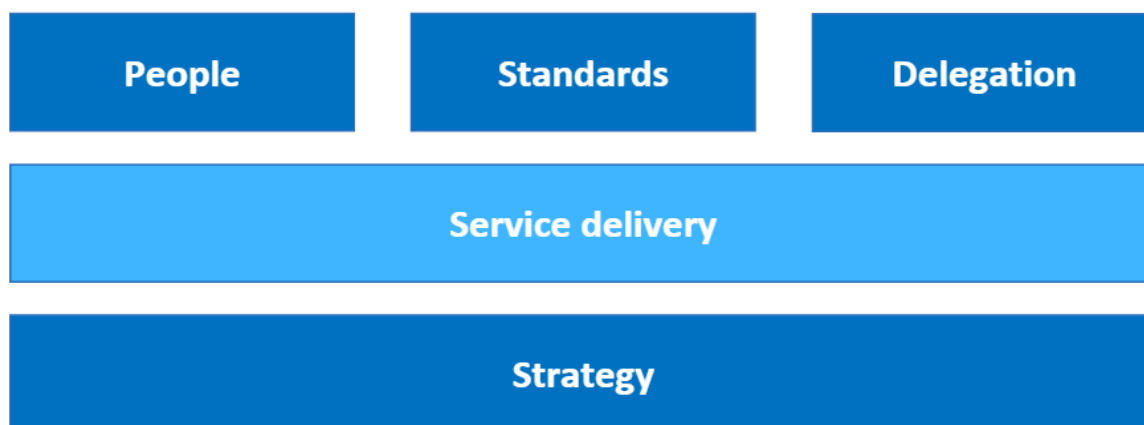 People
Standards
Delegation
Service delivery
Strategy